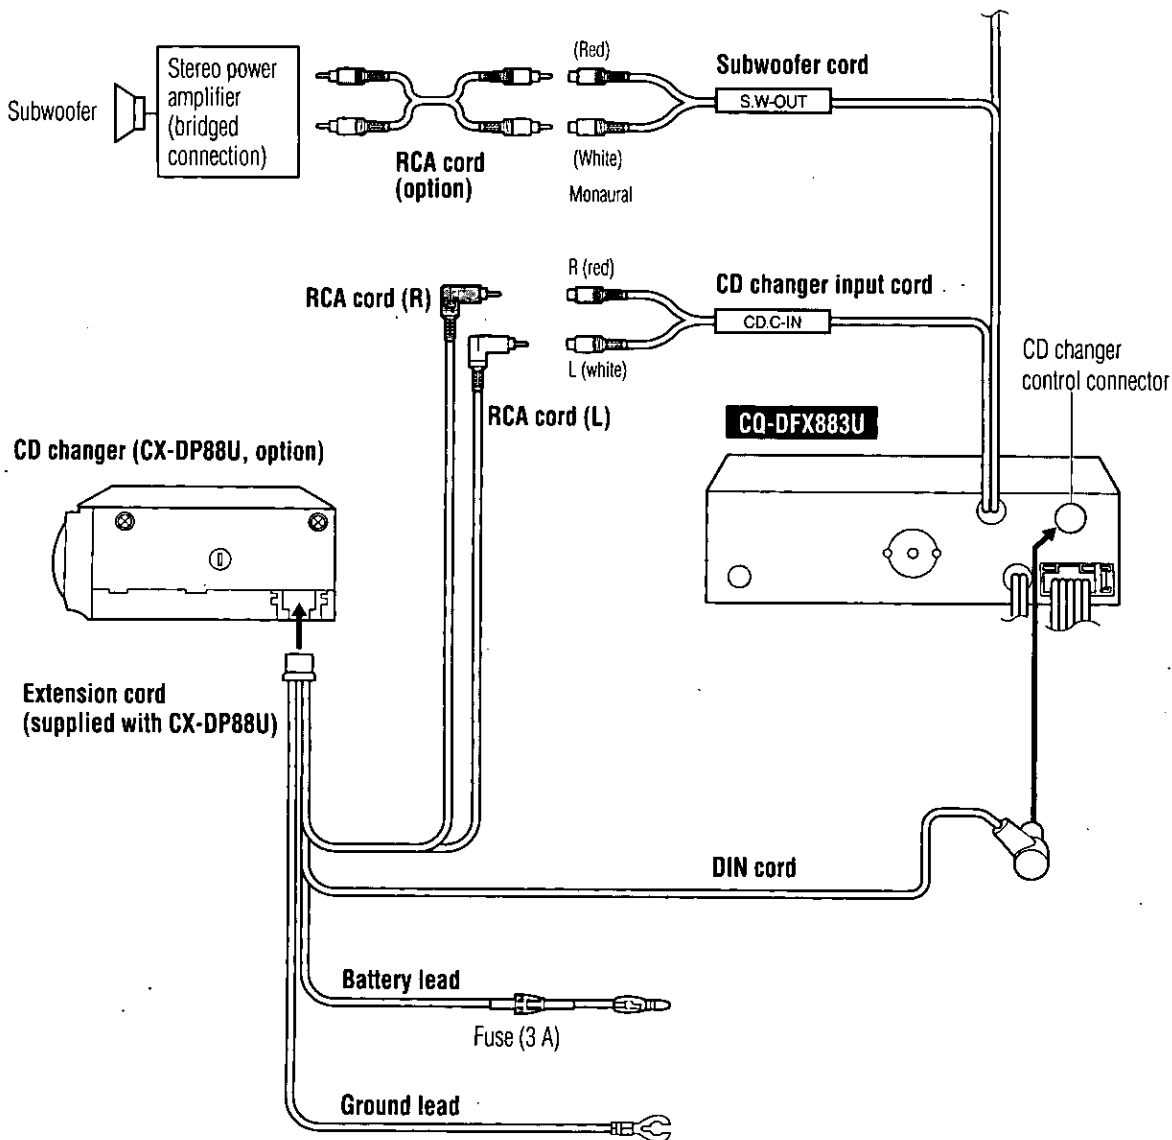 Subwoofer
Stereo power
amplifier
(bridged
connection)
RCA cord
(option)
(Red)
(White)
Monaural
Subwoofer cord
S.W-OUT
RCA cord (R)
RCA cord (L)
R (red)
L (white)
CD changer input cord
CD.C-IN
CD changer
control connector
CQ-DFX883U
CD changer (CX-DP88U, option)
Extension cord
(supplied with CX-DP88U)
DIN cord
Battery lead
Fuse (3 A)
Ground lead